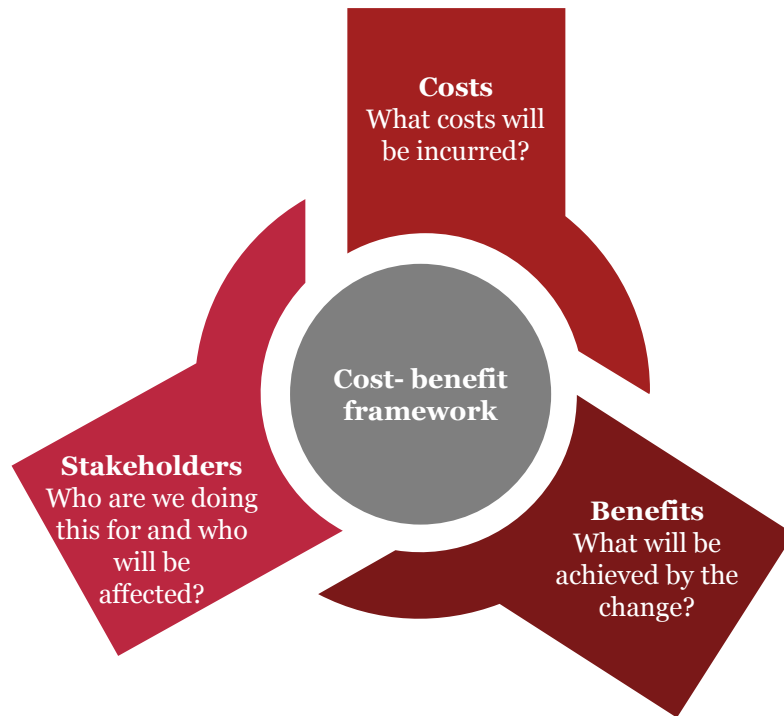 Costs
What costs will
be incurred?
Cost- benefit
framework
Stakeholders
Who are we doing
this for and who
will be
affected?
Benefits
What will be
achieved by the
change?